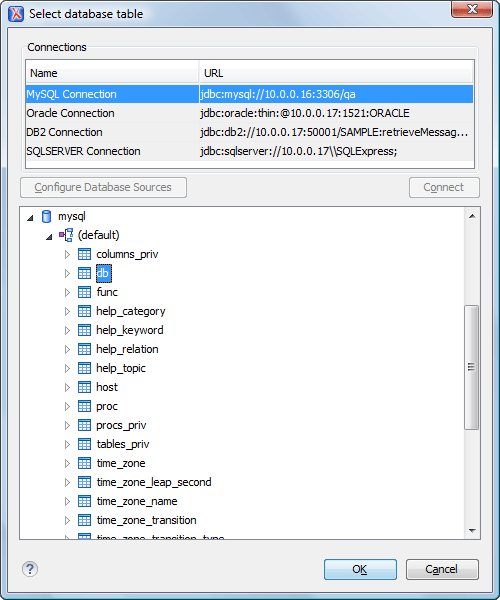 Select database table
Connections
Name URL
MySQL Connection jdbc:mysql://10.0.0.16:3306/qa
Oracle Connection jdbc:oracle:thin:@10.0.0.17:1521:ORACLE
DB2 Connection jdbc:db2://10.0.0.17:50001/SAMPLE:retrieveMessag...
SQLSERVER Connection jdbc:sqlserver://10.0.0.17\\SQLExpress;
Configure Database Sources Connect
mysql
(default)
columns_priv
db
func
help_category
help_keyword
help_relation
help_topic
host
proc
procs_priv
tables_priv
time_zone
time_zone_leap_second
time_zone_name
time_zone_transition
time_zone_transition_type
? OK Cancel